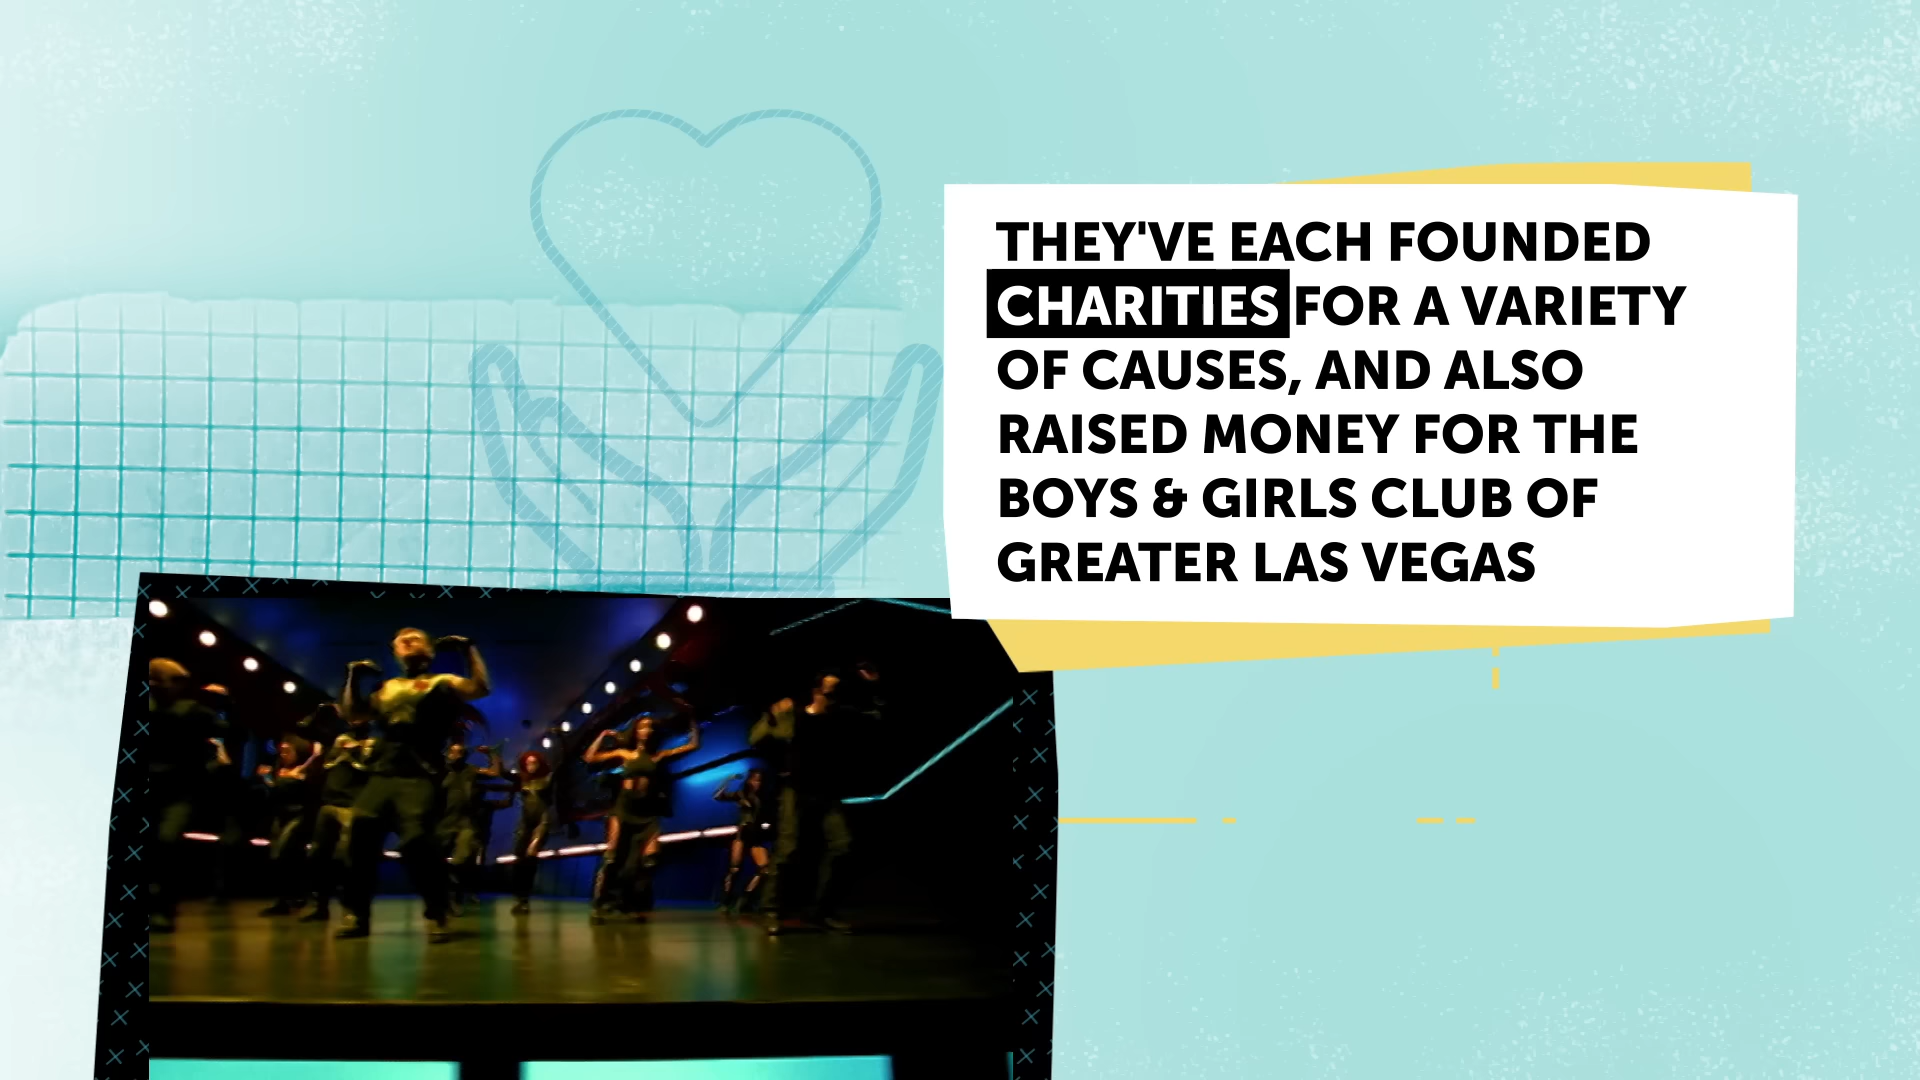 THEY'VE EACH FOUNDED
CHARITIES FOR A VARIETY
OF CAUSES, AND ALSO
RAISED MONEY FOR THE
BOYS & GIRLS CLUB OF
GREATER LAS VEGAS